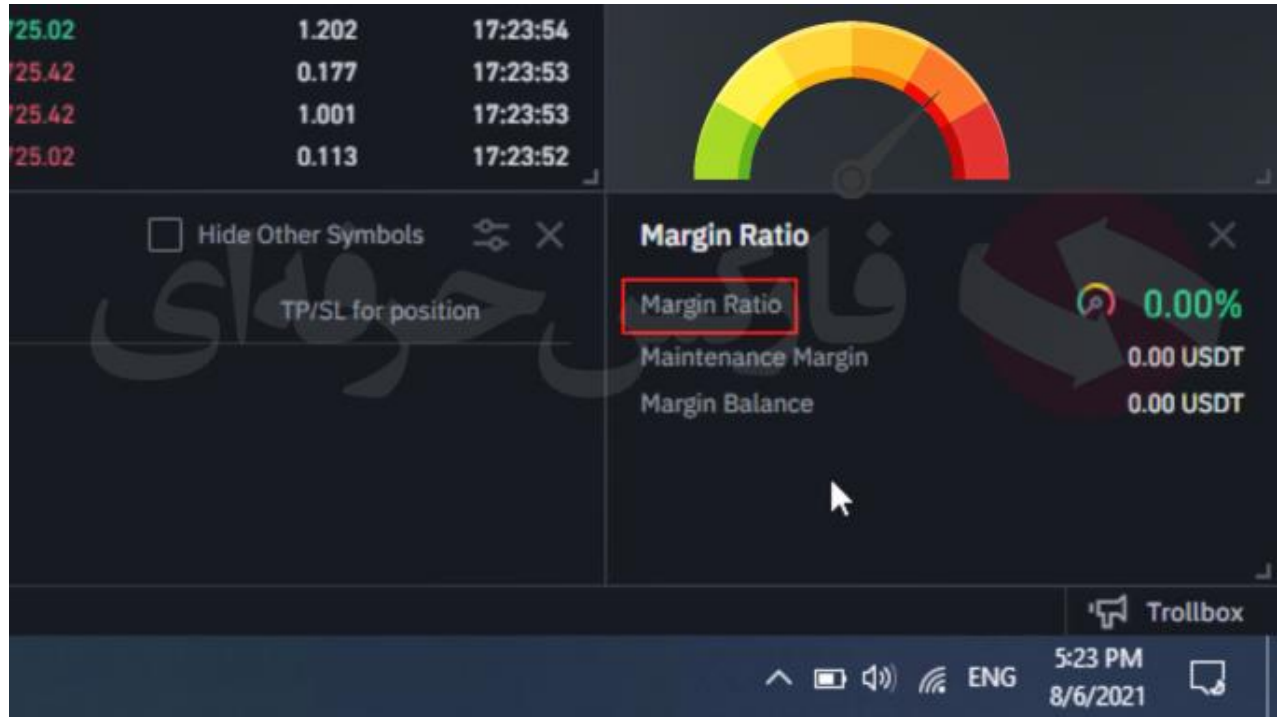 725.02 1.202 17:23:54
725.42 0.177 17:23:53
725.42 1.001 17:23:53
725.02 0.113 17:23:52
Hide Other Symbols
TP/SL for position
Margin Ratio
Margin Ratio 0.00%
Maintenance Margin 0.00 USDT
Margin Balance 0.00 USDT
فارکس حرفه‌ای
Trollbox
ENG 5:23 PM
8/6/2021